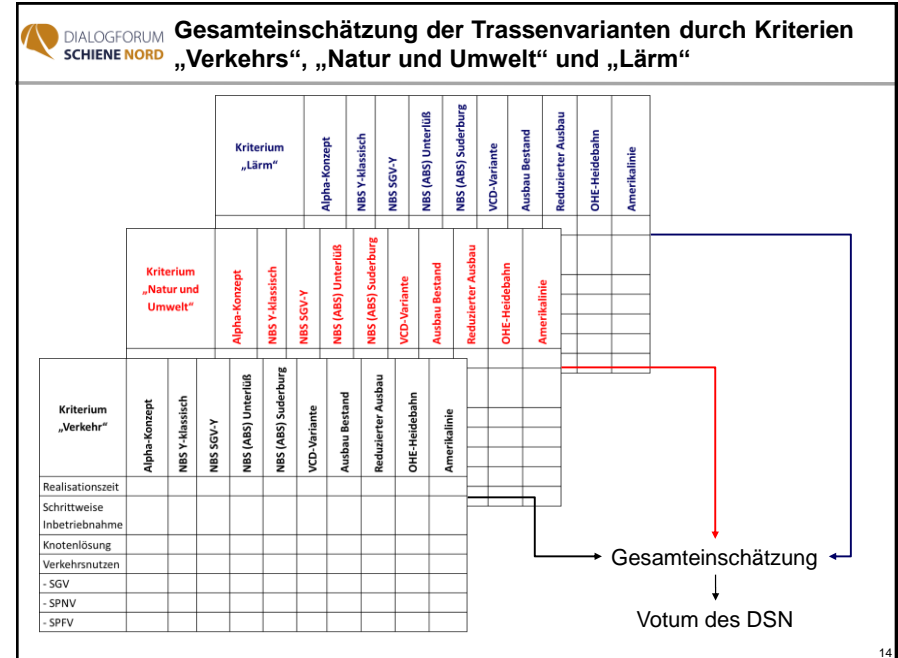 DIALOGFORUM
SCHIENE NORD
Gesamteinschätzung der Trassenvarianten durch Kriterien
„Verkehrs“, „Natur und Umwelt“ und „Lärm“
Kriterium
„Lärm“
Alpha-Konzept
NBS Y-klassisch
NBS SGV-Y
NBS (ABS) Unterlüß
NBS (ABS) Suderburg
VCD-Variante
Ausbau Bestand
Reduzierter Ausbau
OHE-Heidebahn
Amerikalinie
Kriterium
„Natur und
Umwelt“
Alpha-Konzept
NBS Y-klassisch
NBS SGV-Y
NBS (ABS) Unterlüß
NBS (ABS) Suderburg
VCD-Variante
Ausbau Bestand
Reduzierter Ausbau
OHE-Heidebahn
Amerikalinie
Kriterium
„Verkehr“
Alpha-Konzept
NBS Y-klassisch
NBS SGV-Y
NBS (ABS) Unterlüß
NBS (ABS) Suderburg
VCD-Variante
Ausbau Bestand
Reduzierter Ausbau
OHE-Heidebahn
Amerikalinie
Realisationszeit
Schrittweise
Inbetriebnahme
Knotenlösung
Verkehrsnutzen
- SGV
- SPNV
- SPFV
Gesamteinschätzung
Votum des DSN
14